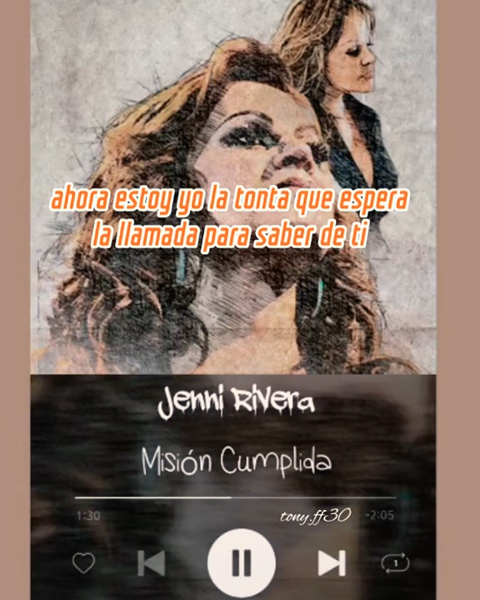 ahora estoy yo la tonta que espera
la llamada para saber de ti
Jenni Rivera
Misión Cumplida
1:30
tony.ff30
-2:05
1